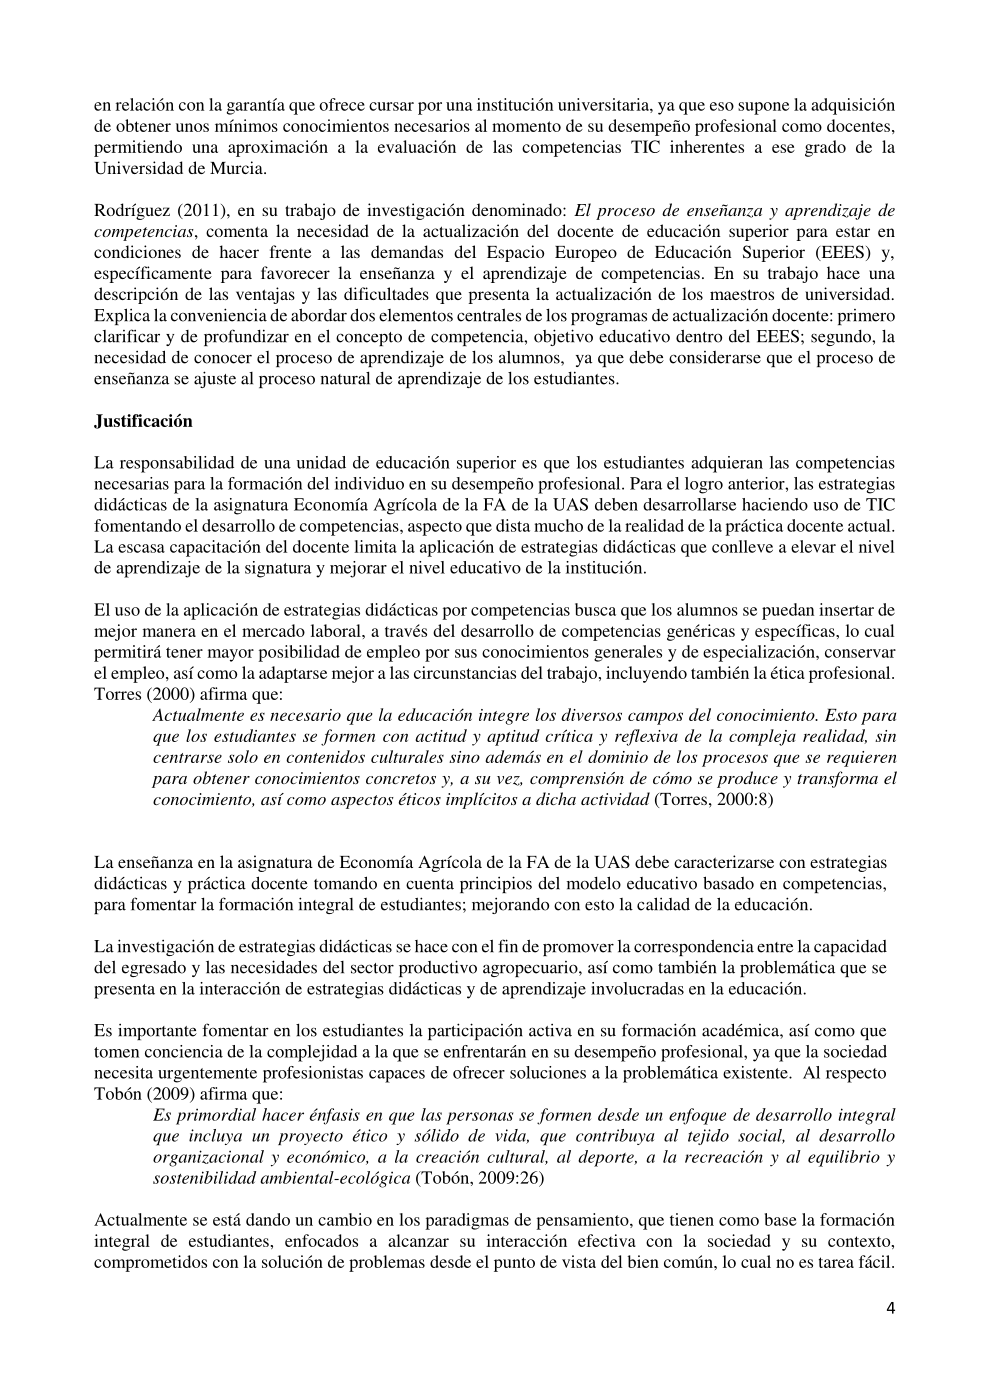 en relación con la garantía que ofrece cursar por una institución universitaria, ya que eso supone la adquisición
de obtener unos mínimos conocimientos necesarios al momento de su desempeño profesional como docentes,
permitiendo una aproximación a la evaluación de las competencias TIC inherentes a ese grado de la
Universidad de Murcia.
Rodríguez (2011), en su trabajo de investigación denominado: El proceso de enseñanza y aprendizaje de
competencias, comenta la necesidad de la actualización del docente de educación superior para estar en
condiciones de hacer frente a las demandas del Espacio Europeo de Educación Superior (EEES) y,
específicamente para favorecer la enseñanza y el aprendizaje de competencias. En su trabajo hace una
descripción de las ventajas y las dificultades que presenta la actualización de los maestros de universidad.
Explica la conveniencia de abordar dos elementos centrales de los programas de actualización docente: primero
clarificar y de profundizar en el concepto de competencia, objetivo educativo dentro del EEES; segundo, la
necesidad de conocer el proceso de aprendizaje de los alumnos, ya que debe considerarse que el proceso de
enseñanza se ajuste al proceso natural de aprendizaje de los estudiantes.
Justificación
La responsabilidad de una unidad de educación superior es que los estudiantes adquieran las competencias
necesarias para la formación del individuo en su desempeño profesional. Para el logro anterior, las estrategias
didácticas de la asignatura Economía Agrícola de la FA de la UAS deben desarrollarse haciendo uso de TIC
fomentando el desarrollo de competencias, aspecto que dista mucho de la realidad de la práctica docente actual.
La escasa capacitación del docente limita la aplicación de estrategias didácticas que conlleve a elevar el nivel
de aprendizaje de la signatura y mejorar el nivel educativo de la institución.
El uso de la aplicación de estrategias didácticas por competencias busca que los alumnos se puedan insertar de
mejor manera en el mercado laboral, a través del desarrollo de competencias genéricas y específicas, lo cual
permitirá tener mayor posibilidad de empleo por sus conocimientos generales y de especialización, conservar
el empleo, así como la adaptarse mejor a las circunstancias del trabajo, incluyendo también la ética profesional.
Torres (2000) afirma que:
Actualmente es necesario que la educación integre los diversos campos del conocimiento. Esto para
que los estudiantes se formen con actitud y aptitud crítica y reflexiva de la compleja realidad, sin
centrarse solo en contenidos culturales sino además en el dominio de los procesos que se requieren
para obtener conocimientos concretos y, a su vez, comprensión de cómo se produce y transforma el
conocimiento, así como aspectos éticos implícitos a dicha actividad (Torres, 2000:8)
La enseñanza en la asignatura de Economía Agrícola de la FA de la UAS debe caracterizarse con estrategias
didácticas y práctica docente tomando en cuenta principios del modelo educativo basado en competencias,
para fomentar la formación integral de estudiantes; mejorando con esto la calidad de la educación.
La investigación de estrategias didácticas se hace con el fin de promover la correspondencia entre la capacidad
del egresado y las necesidades del sector productivo agropecuario, así como también la problemática que se
presenta en la interacción de estrategias didácticas y de aprendizaje involucradas en la educación.
Es importante fomentar en los estudiantes la participación activa en su formación académica, así como que
tomen conciencia de la complejidad a la que se enfrentarán en su desempeño profesional, ya que la sociedad
necesita urgentemente profesionistas capaces de ofrecer soluciones a la problemática existente. Al respecto
Tobón (2009) afirma que:
Es primordial hacer énfasis en que las personas se formen desde un enfoque de desarrollo integral
que incluya un proyecto ético y sólido de vida, que contribuya al tejido social, al desarrollo
organizacional y económico, a la creación cultural, al deporte, a la recreación y al equilibrio y
sostenibilidad ambiental-ecológica (Tobón, 2009:26)
Actualmente se está dando un cambio en los paradigmas de pensamiento, que tienen como base la formación
integral de estudiantes, enfocados a alcanzar su interacción efectiva con la sociedad y su contexto,
comprometidos con la solución de problemas desde el punto de vista del bien común, lo cual no es tarea fácil.
4